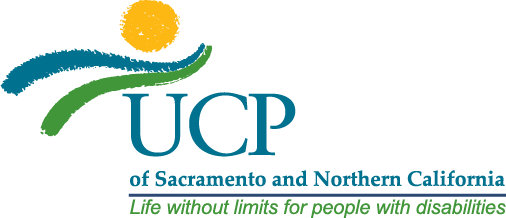 UCP
of Sacramento and Northern California
Life without limits for people with disabilities